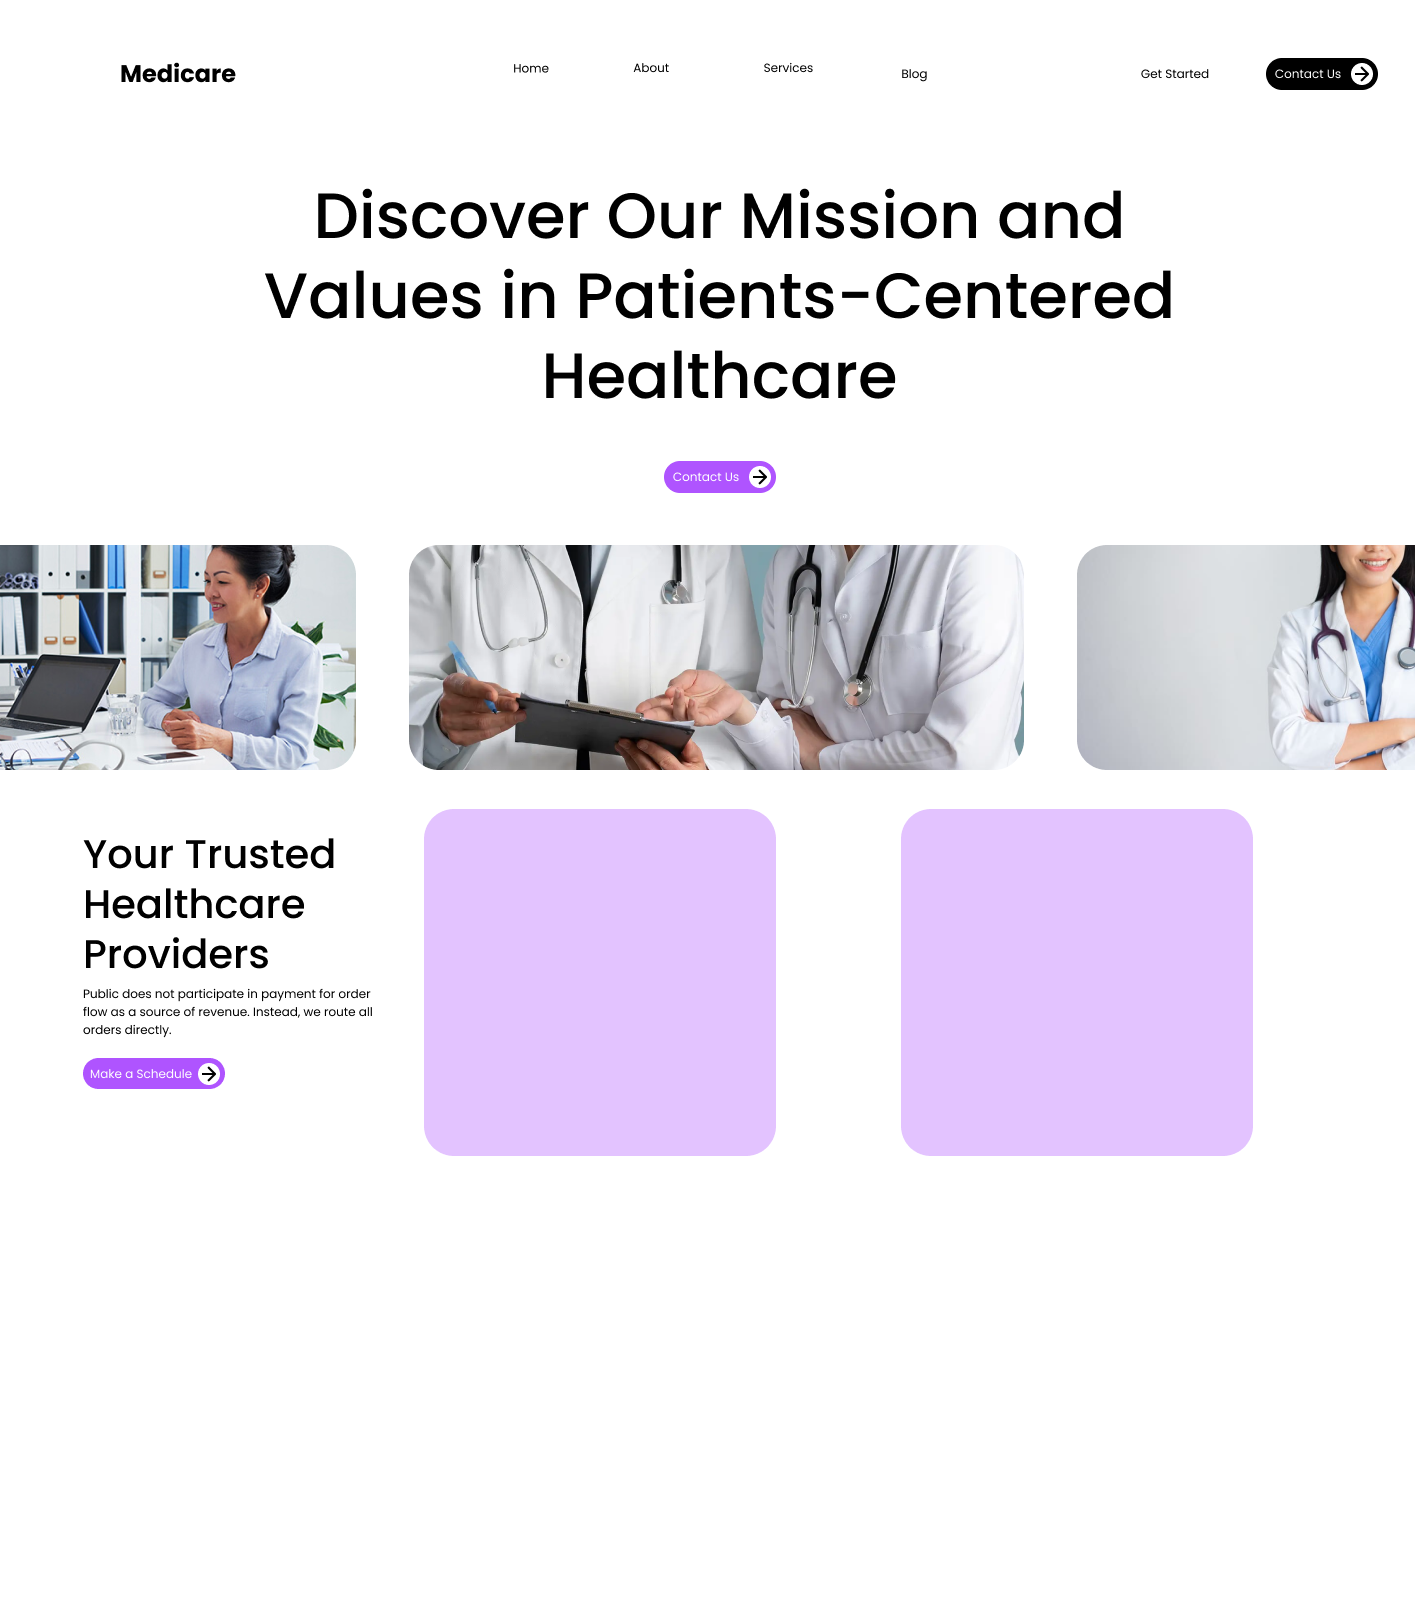 Medicare
Home
About
Services
Blog
Get Started
Contact Us
Discover Our Mission and
Values in Patients-Centered
Healthcare
Contact Us
Your Trusted
Healthcare
Providers
Public does not participate in payment for order
flow as a source of revenue. Instead, we route all
orders directly.
Make a Schedule